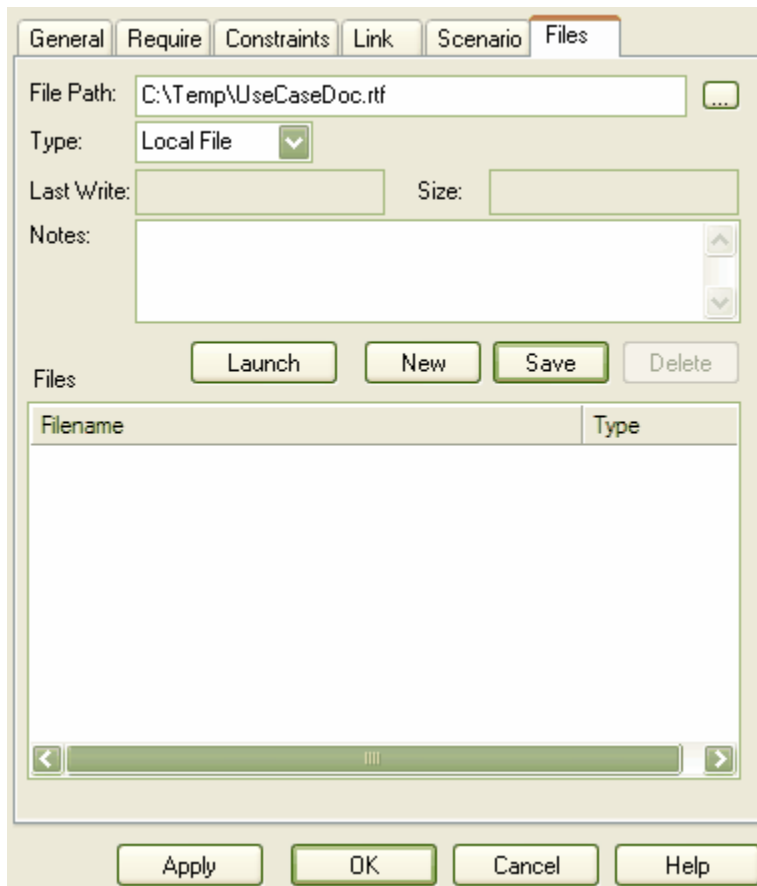 General Require Constraints Link Scenario Files
File Path: C:\Temp\UseCaseDoc.rtf ...
Type: Local File
Last Write: Size:
Notes:
Launch New Save Delete
Files
Filename Type
Apply OK Cancel Help